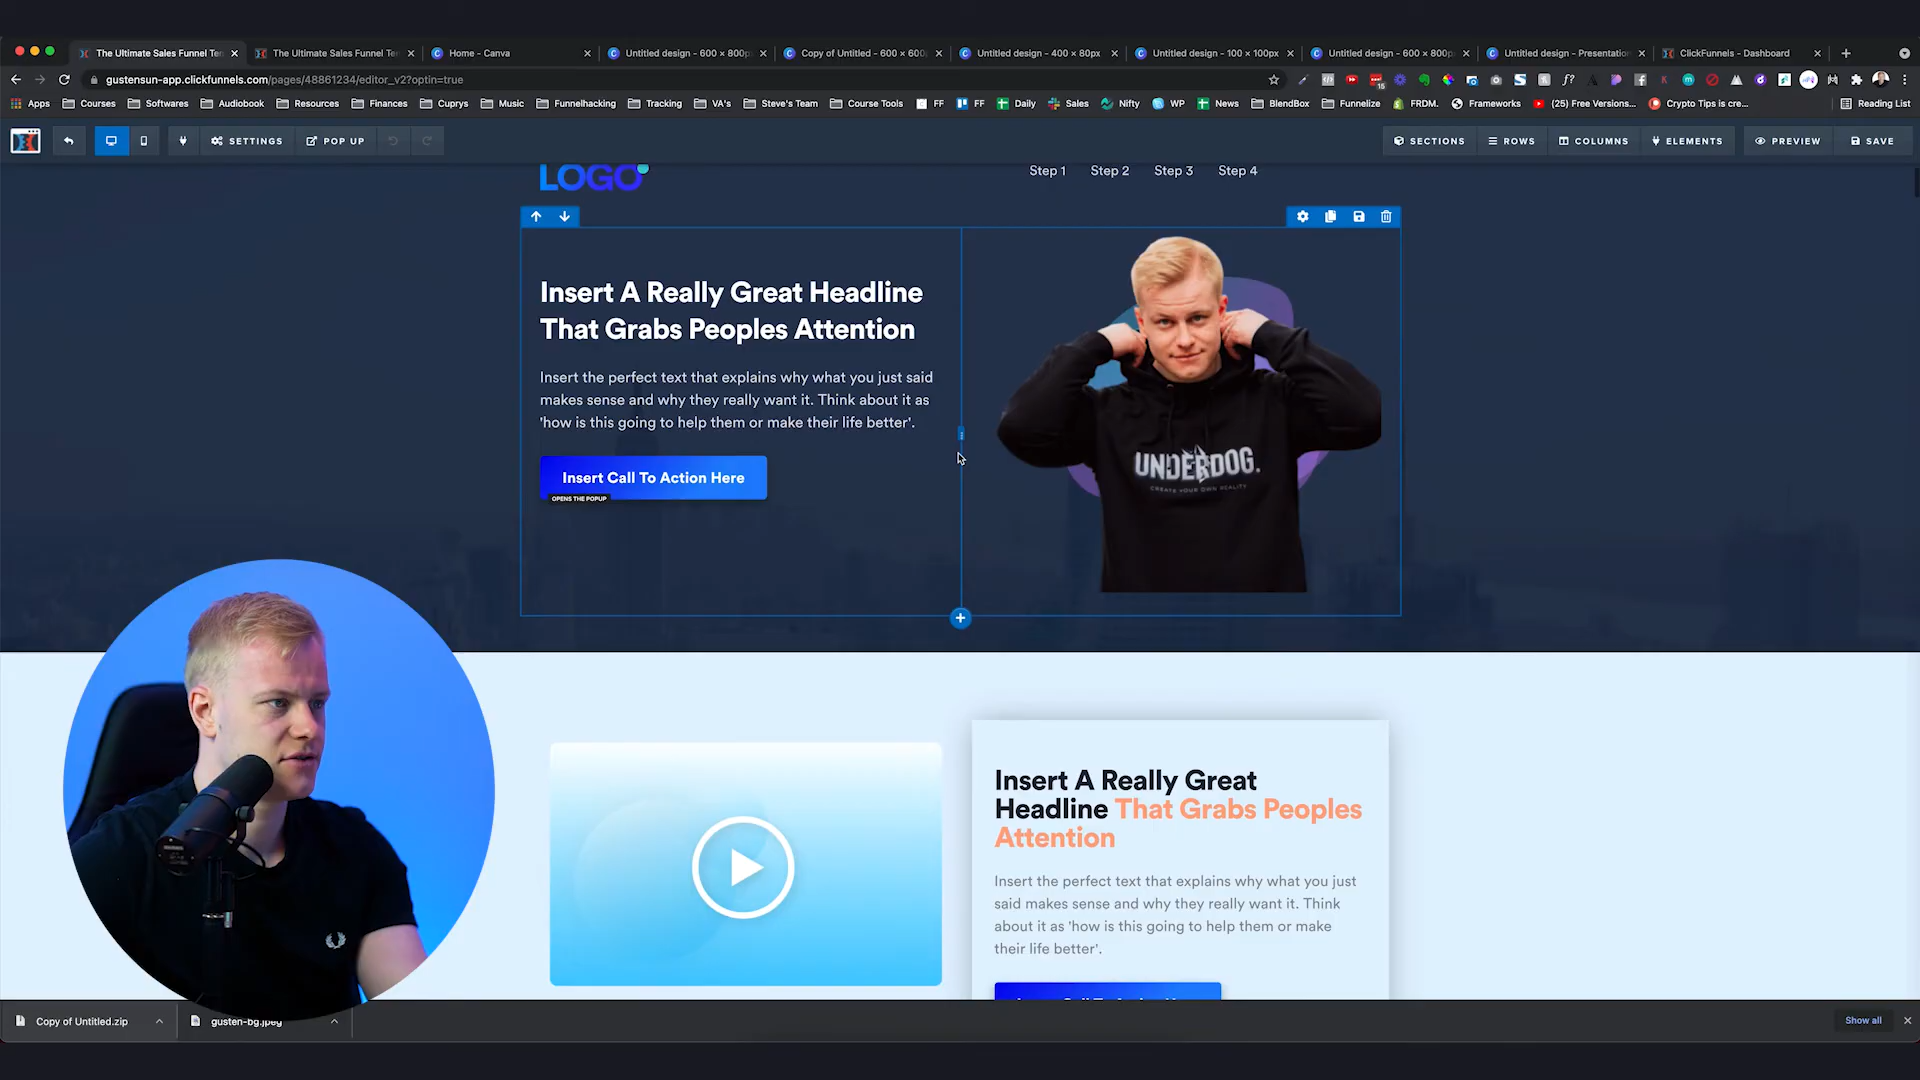 The Ultimate Sales Funnel Te
The Ultimate Sales Funnel Te
Home - Canva
Untitled design - 600 × 800p
Copy of Untitled - 600 × 600
Untitled design - 400 × 80px
Untitled design - 100 × 100px
Untitled design - 600 × 800p
Untitled design - Presentation
ClickFunnels - Dashboard
gustensun-app.clickfunnels.com/pages/48861234/editor_v2?optin=true
Apps
Courses
Softwares
Audiobook
Resources
Finances
Cuprys
Music
Funnelhacking
Tracking
VA's
Steve's Team
Course Tools
FF
FF
Daily
Sales
Nifty
WP
News
BlendBox
Funnelize
FRDM.
Frameworks
(25) Free Versions...
Crypto Tips is cre...
Reading List
SETTINGS
POP UP
SECTIONS
ROWS
COLUMNS
ELEMENTS
PREVIEW
SAVE
LOGO
Step 1
Step 2
Step 3
Step 4
Insert A Really Great Headline
That Grabs Peoples Attention
Insert the perfect text that explains why what you just said
makes sense and why they really want it. Think about it as
'how is this going to help them or make their life better'.
Insert Call To Action Here
OPENS THE POPUP
UNDERDOG.
CREATE YOUR OWN REALITY
Insert A Really Great
Headline That Grabs Peoples
Attention
Insert the perfect text that explains why what you just
said makes sense and why they really want it. Think
about it as 'how is this going to help them or make
their life better'.
Copy of Untitled.zip
gusten-bg.jpeg
Show all